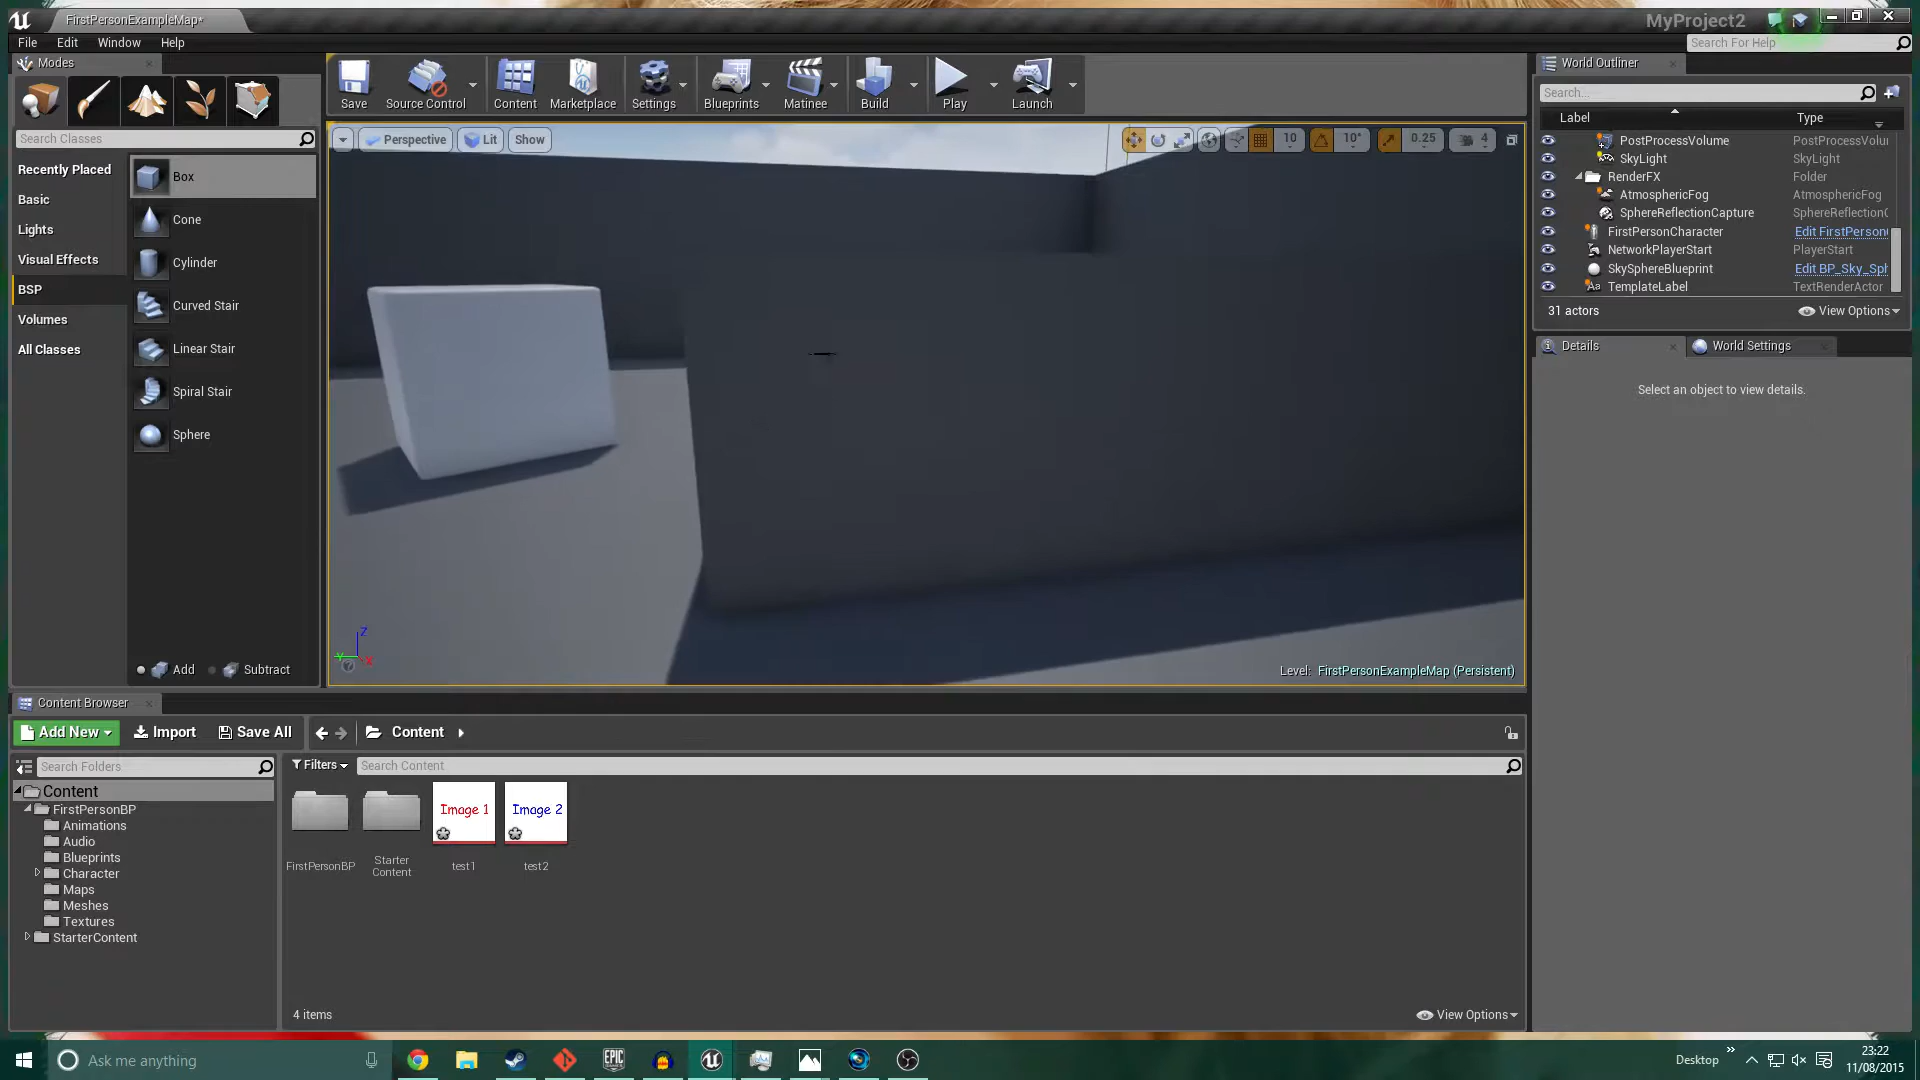 FirstPersonExampleMap*
MyProject2
File Edit Window Help
Search For Help
Modes
Search Classes
Recently Placed
Basic
Lights
Visual Effects
BSP
Volumes
All Classes
Box
Cone
Cylinder
Curved Stair
Linear Stair
Spiral Stair
Sphere
Add Subtract
Save Source Control Content Marketplace Settings Blueprints Matinee Build Play Launch
Perspective Lit Show
10 10° 0.25 4
Level: FirstPersonExampleMap (Persistent)
World Outliner
Search...
Label Type
PostProcessVolume PostProcessVolu
SkyLight SkyLight
RenderFX Folder
AtmosphericFog AtmosphericFog
SphereReflectionCapture SphereReflectionC
FirstPersonCharacter Edit FirstPerson
NetworkPlayerStart PlayerStart
SkySphereBlueprint Edit BP_Sky_Sph
TemplateLabel TextRenderActor
31 actors View Options
Details World Settings
Select an object to view details.
Content Browser
Add New Import Save All Content
Search Folders
Content
FirstPersonBP
Animations
Audio
Blueprints
Character
Maps
Meshes
Textures
StarterContent
Filters Search Content
Image 1 Image 2
FirstPersonBP Starter Content test1 test2
4 items View Options
Z
Y X
Ask me anything
EPIC GAMES
Desktop
23:22
11/08/2015